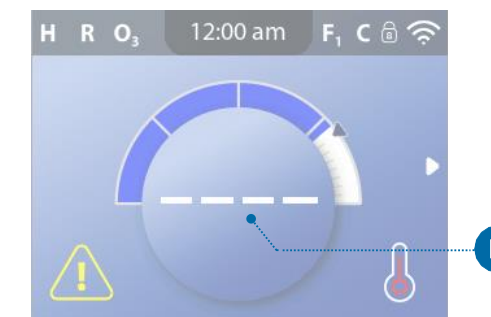 H R O₃ 12:00 am F₁ C
– – – –